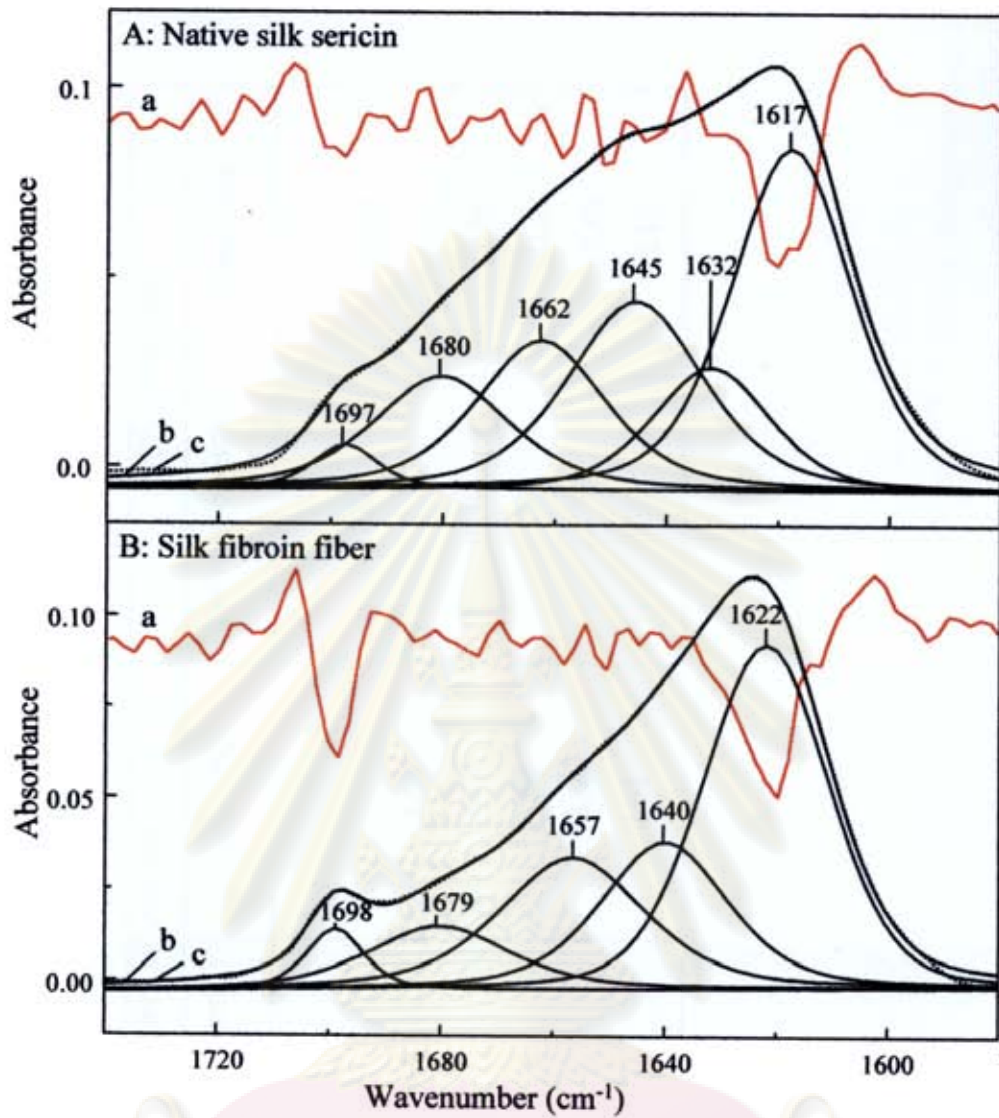 A: Native silk sericin
a
0.1
1617
1645
1632
1662
1680
1697
b
c
0.0
Absorbance
B: Silk fibroin fiber
a
0.10
1622
1657
1640
0.05
1698
1679
b
c
0.00
Absorbance
1720
1680
1640
1600
Wavenumber (cm⁻¹)